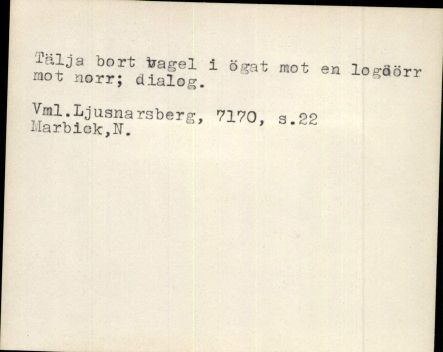 Tälja bort vagel i ögat mot en logdörr
mot norr; dialog.
Vml.Ljusnarsberg, 7170, s.22
Marbick,N.